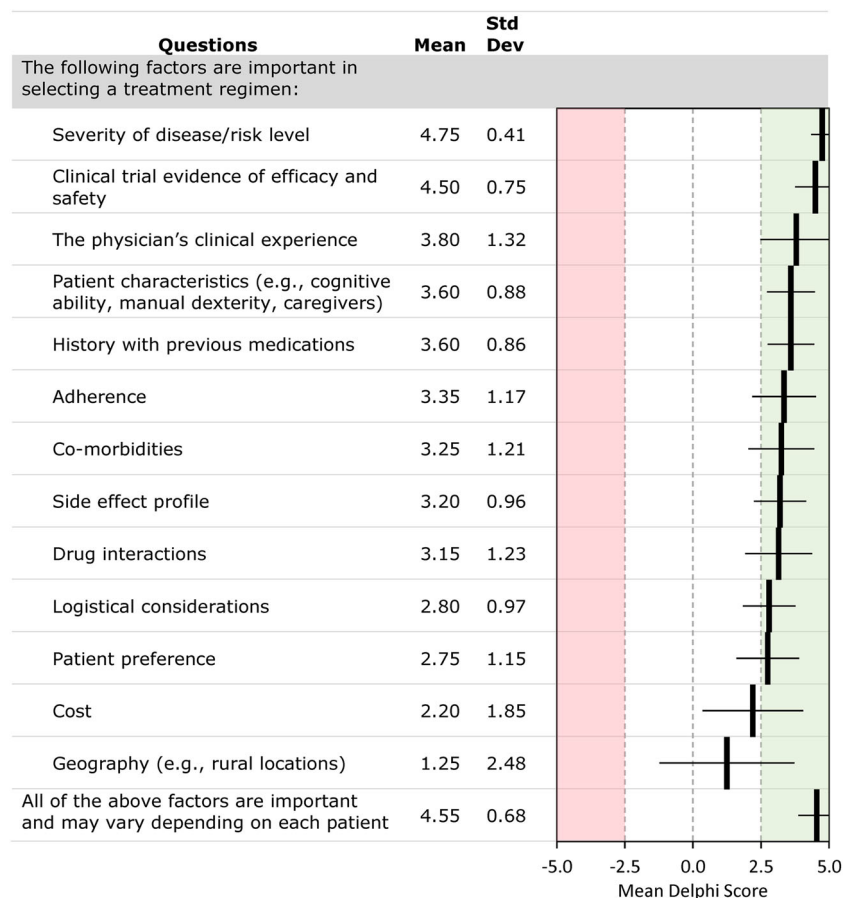 Questions Mean Std Dev
The following factors are important in
selecting a treatment regimen:
Severity of disease/risk level 4.75 0.41
Clinical trial evidence of efficacy and
safety 4.50 0.75
The physician's clinical experience 3.80 1.32
Patient characteristics (e.g., cognitive
ability, manual dexterity, caregivers) 3.60 0.88
History with previous medications 3.60 0.86
Adherence 3.35 1.17
Co-morbidities 3.25 1.21
Side effect profile 3.20 0.96
Drug interactions 3.15 1.23
Logistical considerations 2.80 0.97
Patient preference 2.75 1.15
Cost 2.20 1.85
Geography (e.g., rural locations) 1.25 2.48
All of the above factors are important
and may vary depending on each patient 4.55 0.68
-5.0 -2.5 0.0 2.5 5.0
Mean Delphi Score